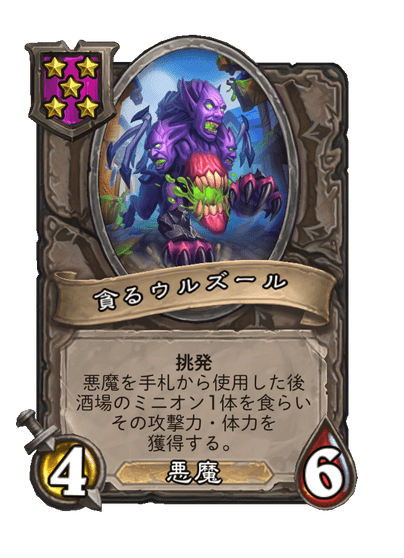 貪るウルズール
挑発
悪魔を手札から使用した後
酒場のミニオン1体を食らい
その攻撃力・体力を
獲得する。
4
悪魔
6